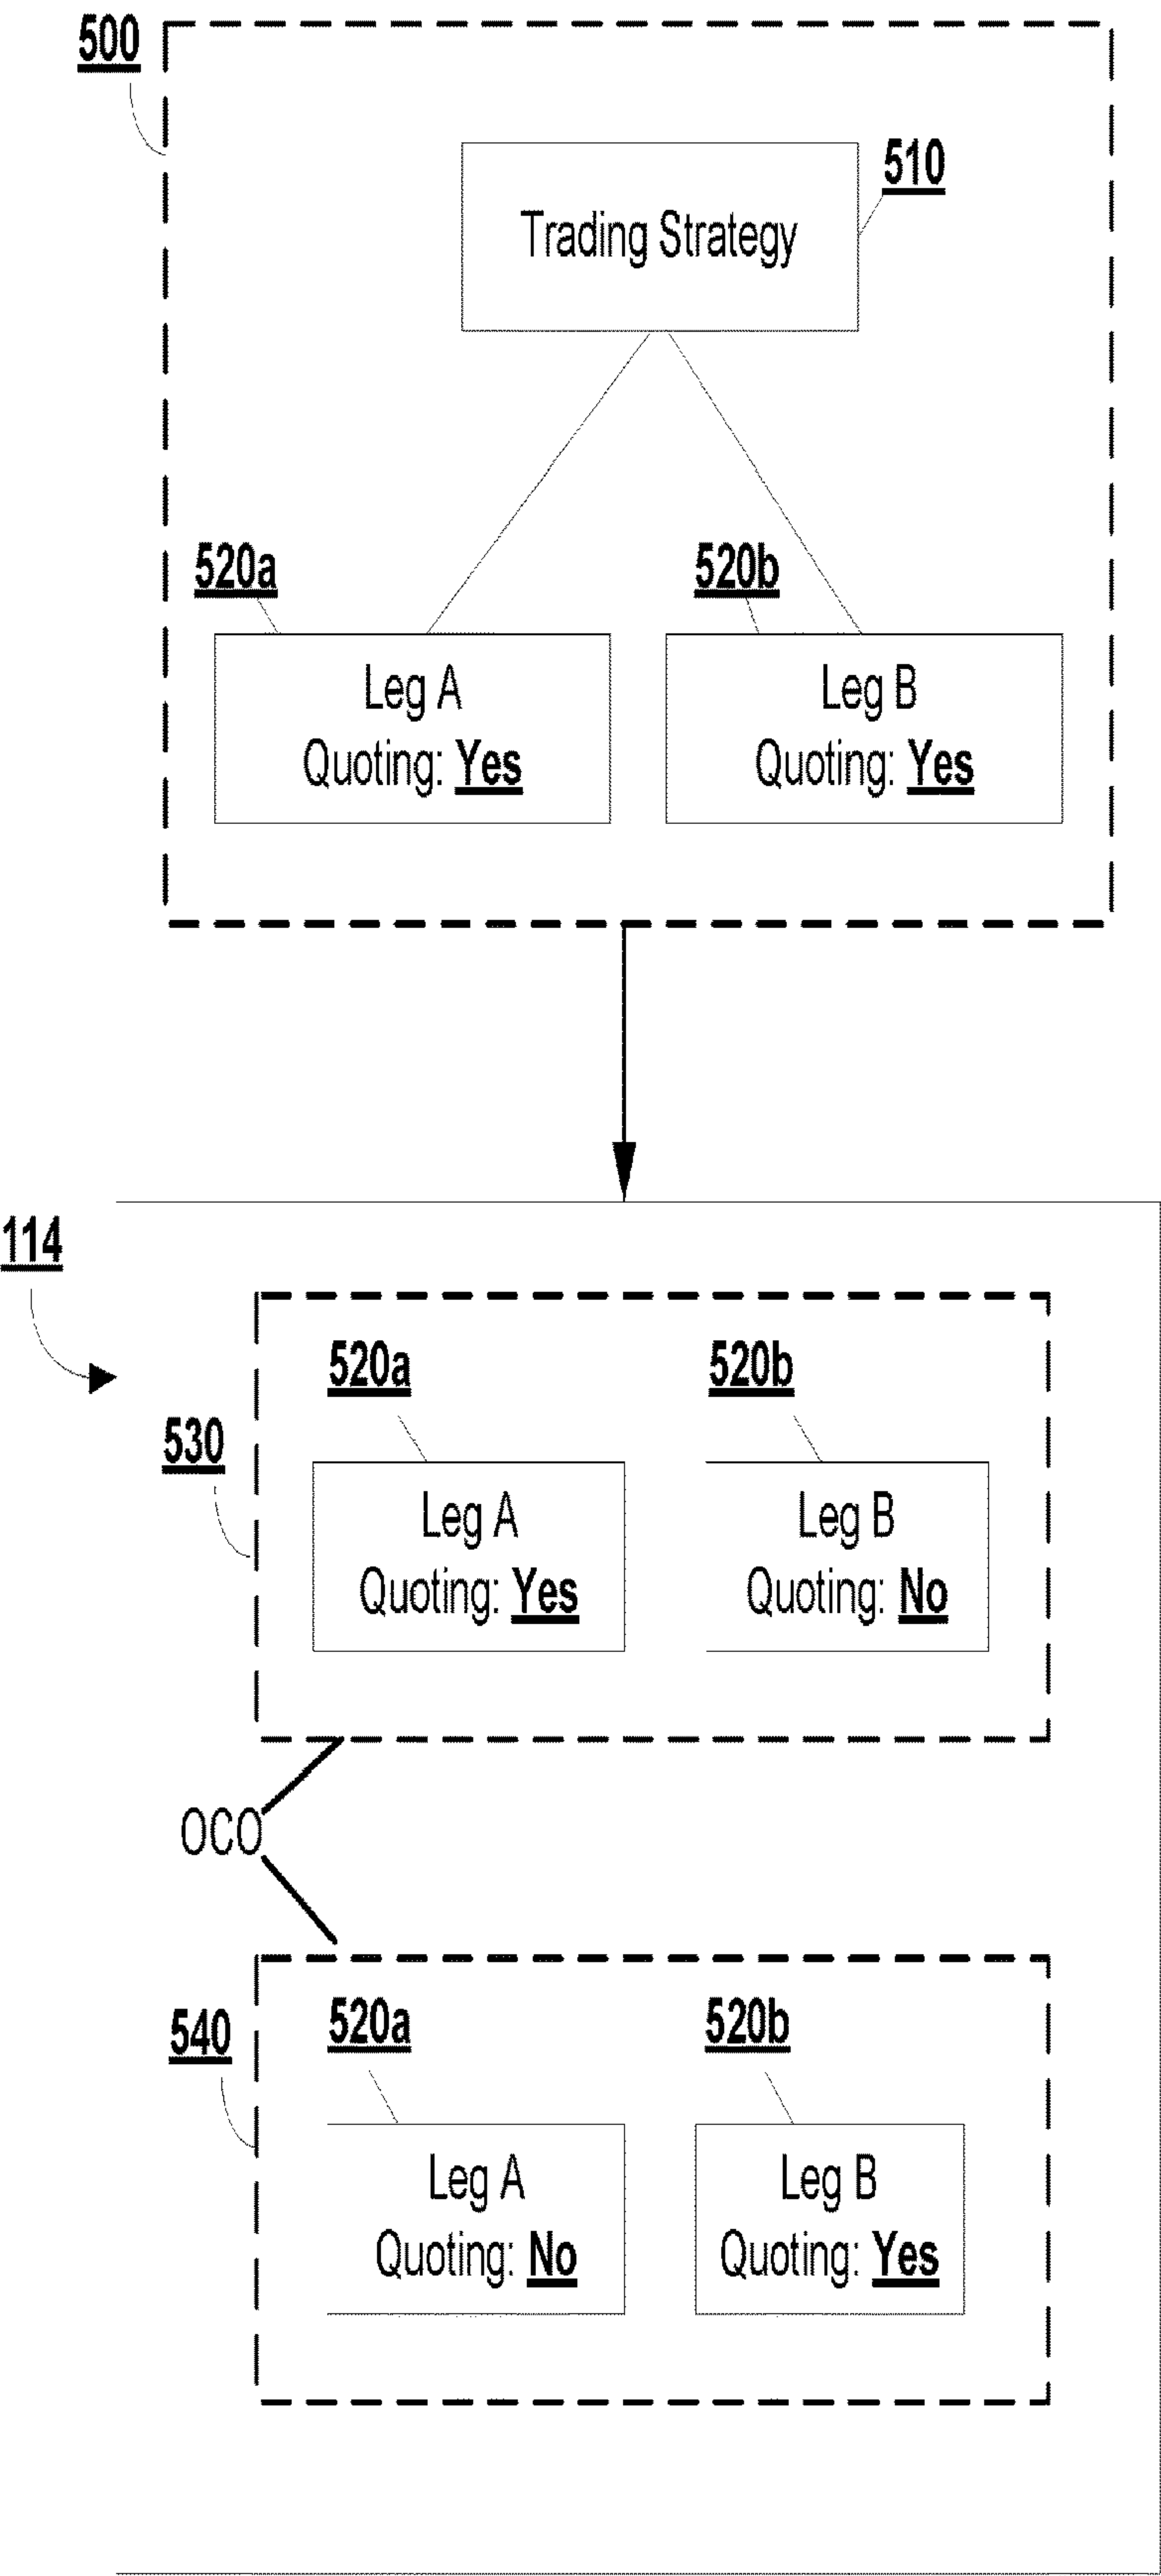 500
510
Trading Strategy
520a
520b
Leg A
Quoting: Yes
Leg B
Quoting: Yes
114
520a
520b
530
Leg A
Quoting: Yes
Leg B
Quoting: No
OCO
540
520a
520b
Leg A
Quoting: No
Leg B
Quoting: Yes